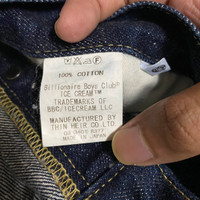 100% COTTON
Billionaire Boys Club®
ICE CREAM™
TRADEMARKS OF
BBC/ICECREAM LLC
MANUFACTURED BY
THIN HEIR CO.LTD
MADE IN JAPAN